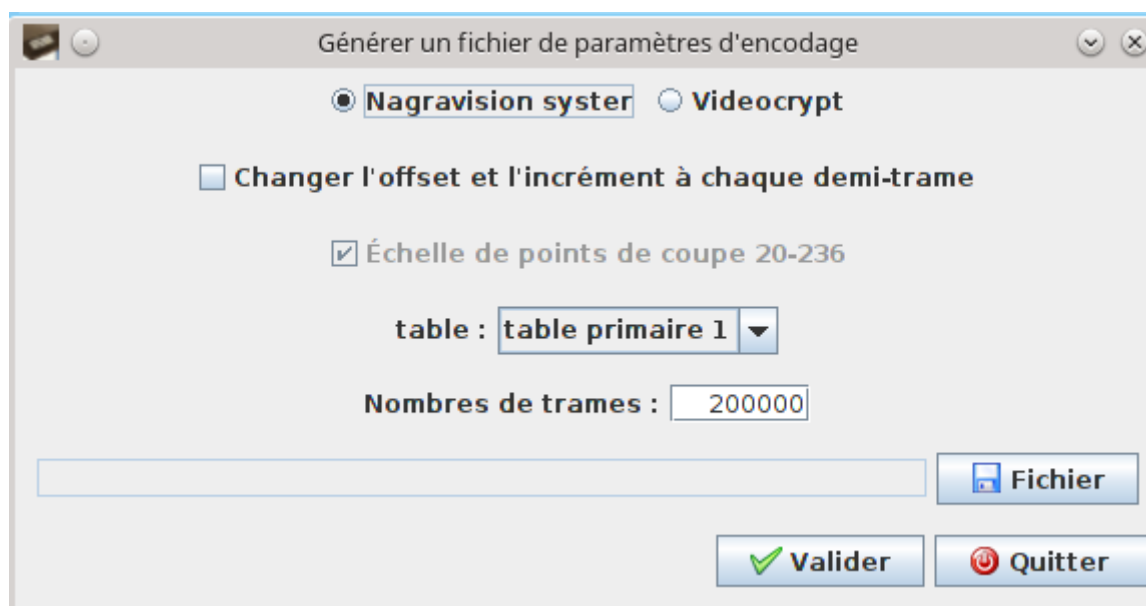 Générer un fichier de paramètres d'encodage
Nagravision syster Videocrypt
Changer l'offset et l'incrément à chaque demi-trame
Échelle de points de coupe 20-236
table : table primaire 1
Nombres de trames : 200000
Fichier
Valider Quitter